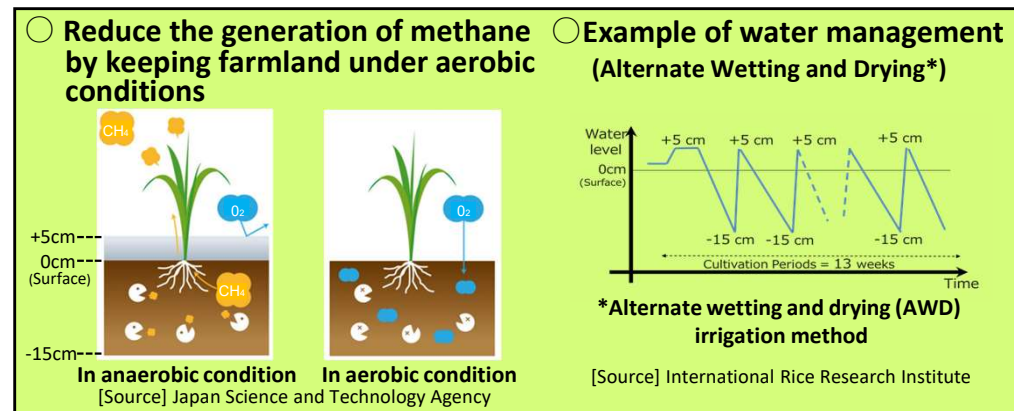 ○ Reduce the generation of methane
by keeping farmland under aerobic
conditions
CH₄
O₂
+5cm
0cm
(Surface)
CH₄
-15cm
In anaerobic condition
O₂
In aerobic condition
[Source] Japan Science and Technology Agency
○Example of water management
(Alternate Wetting and Drying*)
Water
level
0cm
(Surface)
+5 cm +5 cm +5 cm +5 cm
-15 cm -15 cm -15 cm
Cultivation Periods = 13 weeks
Time
*Alternate wetting and drying (AWD)
irrigation method
[Source] International Rice Research Institute